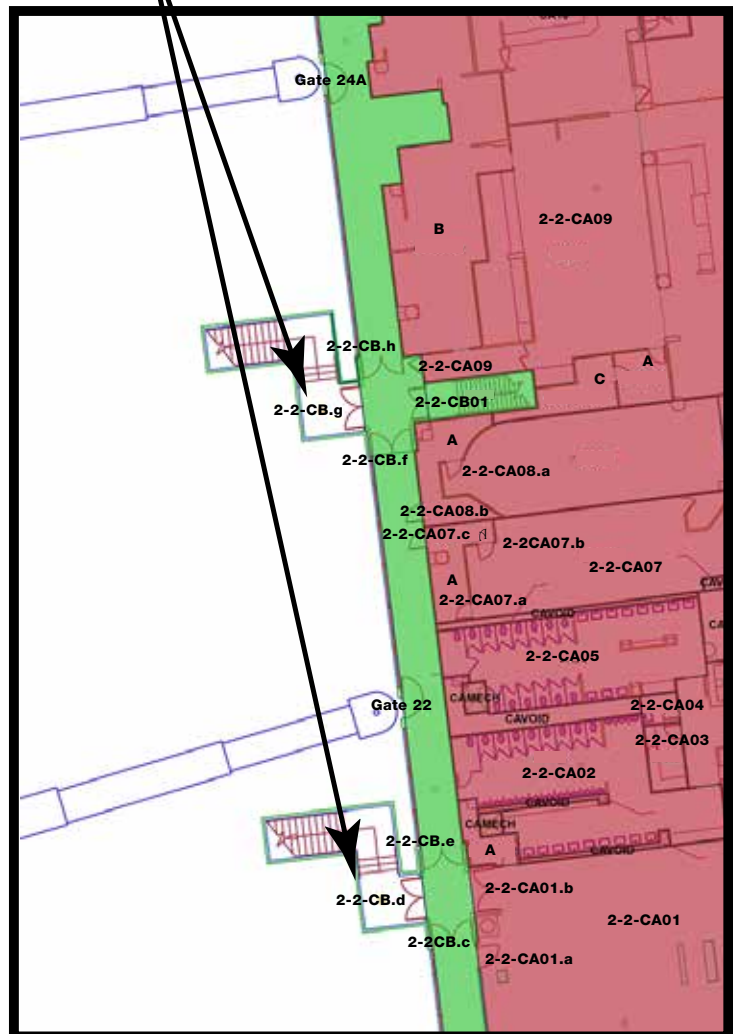 Gate 24A
2-2-CA09
B
2-2-CB.h
2-2-CA09
A
C
2-2-CB01
2-2-CB.g
A
2-2-CB.f
2-2-CA08.a
2-2-CA08.b
2-2-CA07.c
2-2CA07.b
2-2-CA07
A
2-2-CA07.a
CAVOID
2-2-CA05
CAMECH
2-2-CA04
Gate 22
CAVOID
2-2-CA03
2-2-CA02
CAVOID
CAMECH
2-2-CB.e
A
CAVOID
2-2-CA01.b
2-2-CB.d
2-2-CA01
2-2CB.c
2-2-CA01.a